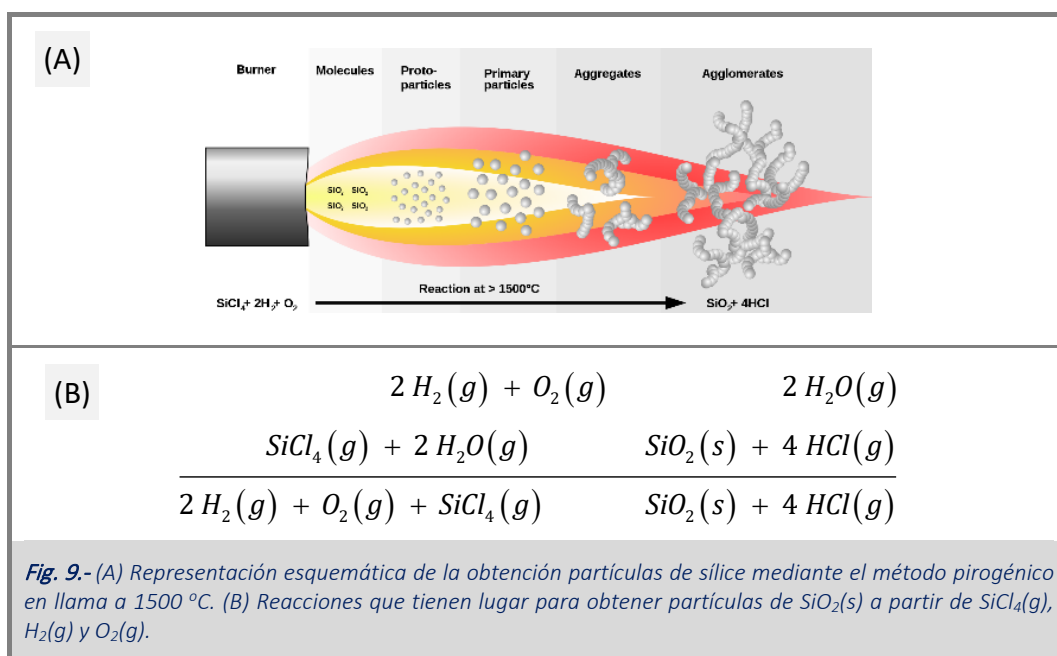 (A)
Burner Molecules Proto-particles Primary particles Aggregates Agglomerates
SiO₂ SiO₂
SiO₂ SiO₂
Reaction at > 1500°C
SiCl₄+ 2H₂+ O₂ SiO₂+ 4HCl
(B)
2 H₂(g) + O₂(g) 2 H₂O(g)
SiCl₄(g) + 2 H₂O(g) SiO₂(s) + 4 HCl(g)
2 H₂(g) + O₂(g) + SiCl₄(g) SiO₂(s) + 4 HCl(g)
Fig. 9.- (A) Representación esquemática de la obtención partículas de sílice mediante el método pirogénico
en llama a 1500 ºC. (B) Reacciones que tienen lugar para obtener partículas de SiO₂(s) a partir de SiCl₄(g),
H₂(g) y O₂(g).